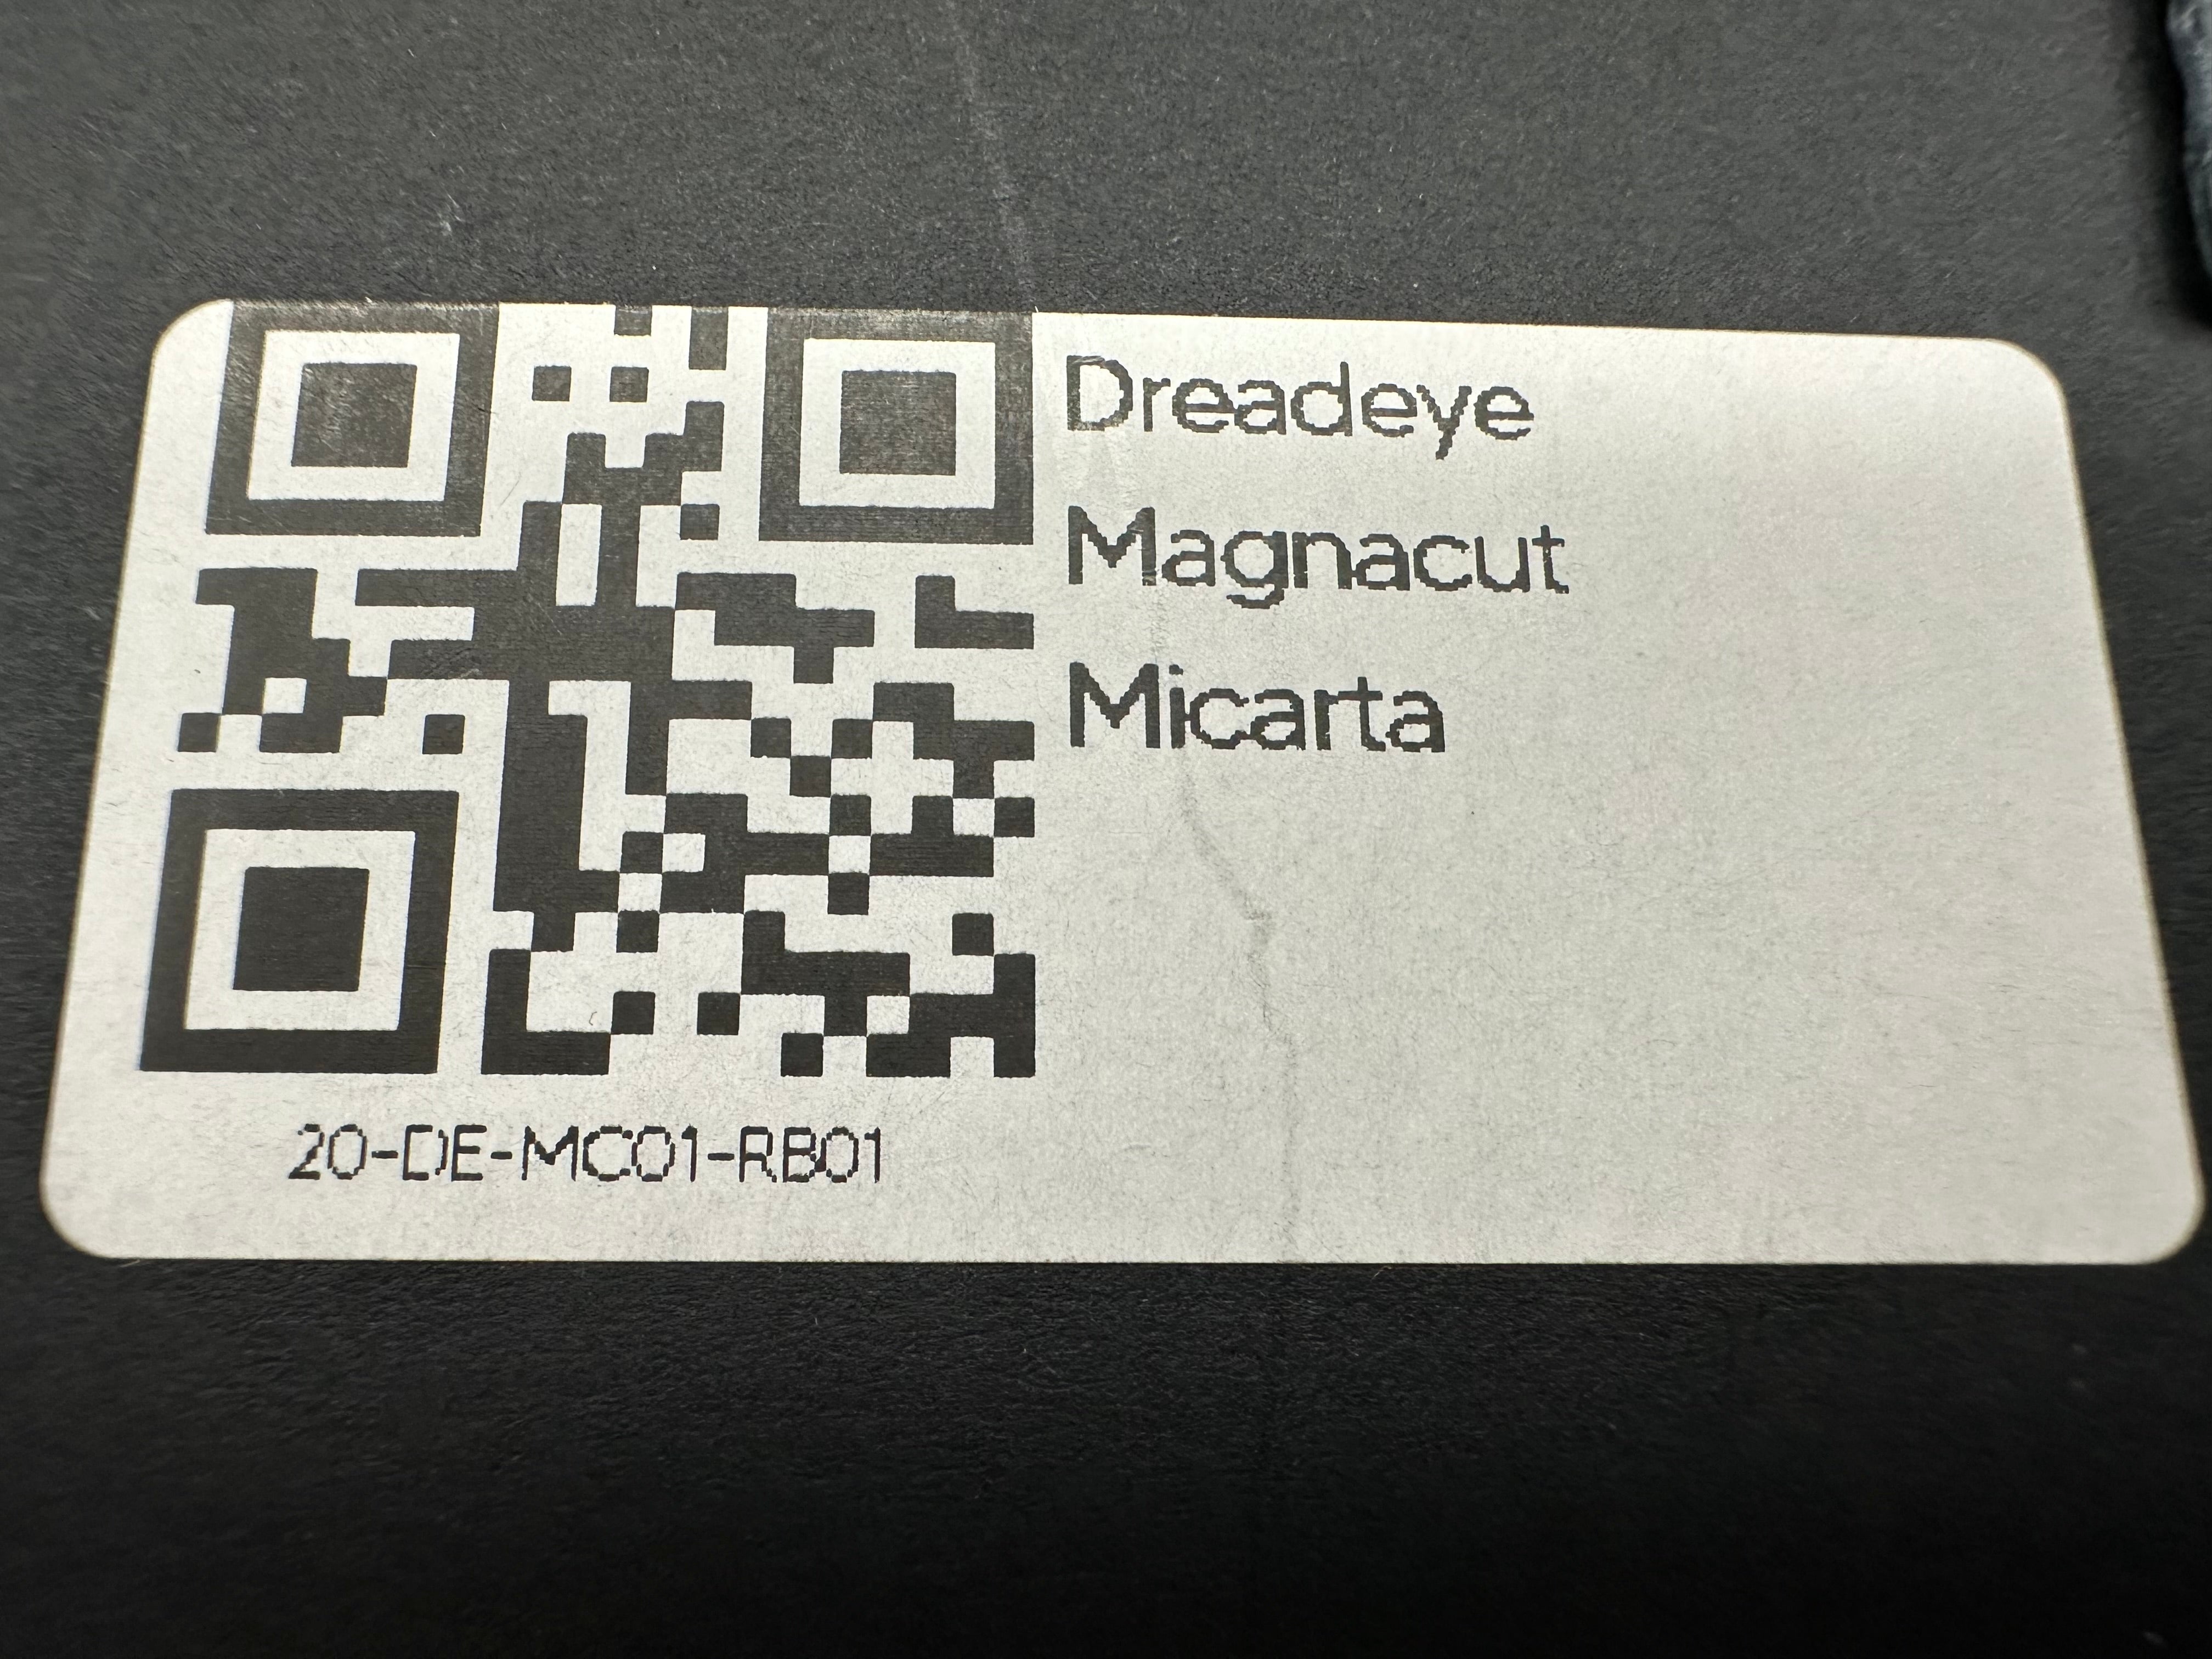 Dreadeye
Magnacut
Micarta
20-DE-MC01-RB01